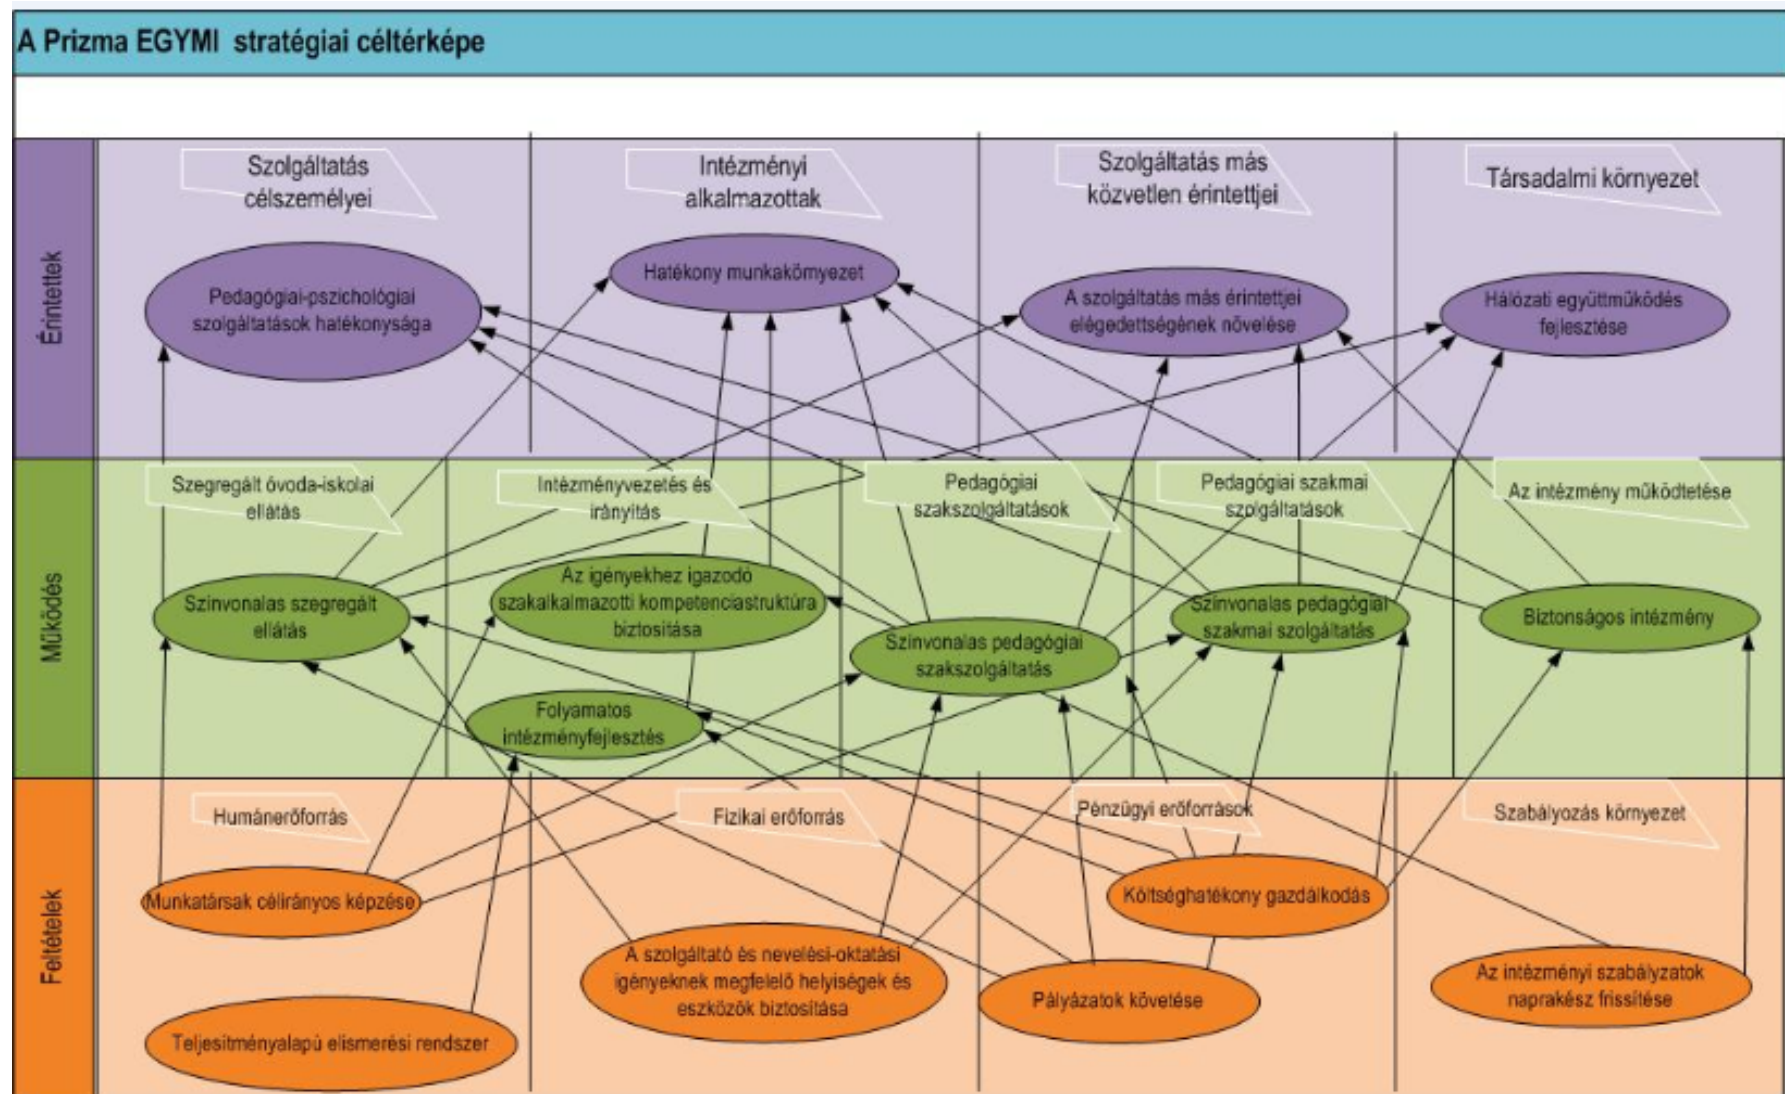 A Prizma EGYMI stratégiai céltérképe
Érintettek
Szolgáltatás
célszemélyei
Intézményi
alkalmazottak
Szolgáltatás más
közvetlen érintettjei
Társadalmi környezet
Pedagógiai-pszichológiai
szolgáltatások hatékonysága
Hatékony munkakörnyezet
A szolgáltatás más érintettjei
elégedettségének növelése
Hálózati együttműködés
fejlesztése
Működés
Szegregált óvoda-iskolai
ellátás
Intézményvezetés és
irányítás
Pedagógiai
szakszolgáltatások
Pedagógiai szakmai
szolgáltatások
Az intézmény működtetése
Színvonalas szegregált
ellátás
Az igényekhez igazodó
szakalkalmazotti kompetenciastruktúra
biztosítása
Színvonalas pedagógiai
szakszolgáltatás
Színvonalas pedagógiai
szakmai szolgáltatás
Biztonságos intézmény
Folyamatos
intézményfejlesztés
Feltételek
Humánerőforrás
Fizikai erőforrás
Pénzügyi erőforrások
Szabályozás környezet
Munkatársak célirányos képzése
Költséghatékony gazdálkodás
A szolgáltató és nevelési-oktatási
igényeknek megfelelő helyiségek és
eszközök biztosítása
Pályázatok követése
Az intézményi szabályzatok
naprakész frissítése
Teljesítményalapú elismerési rendszer